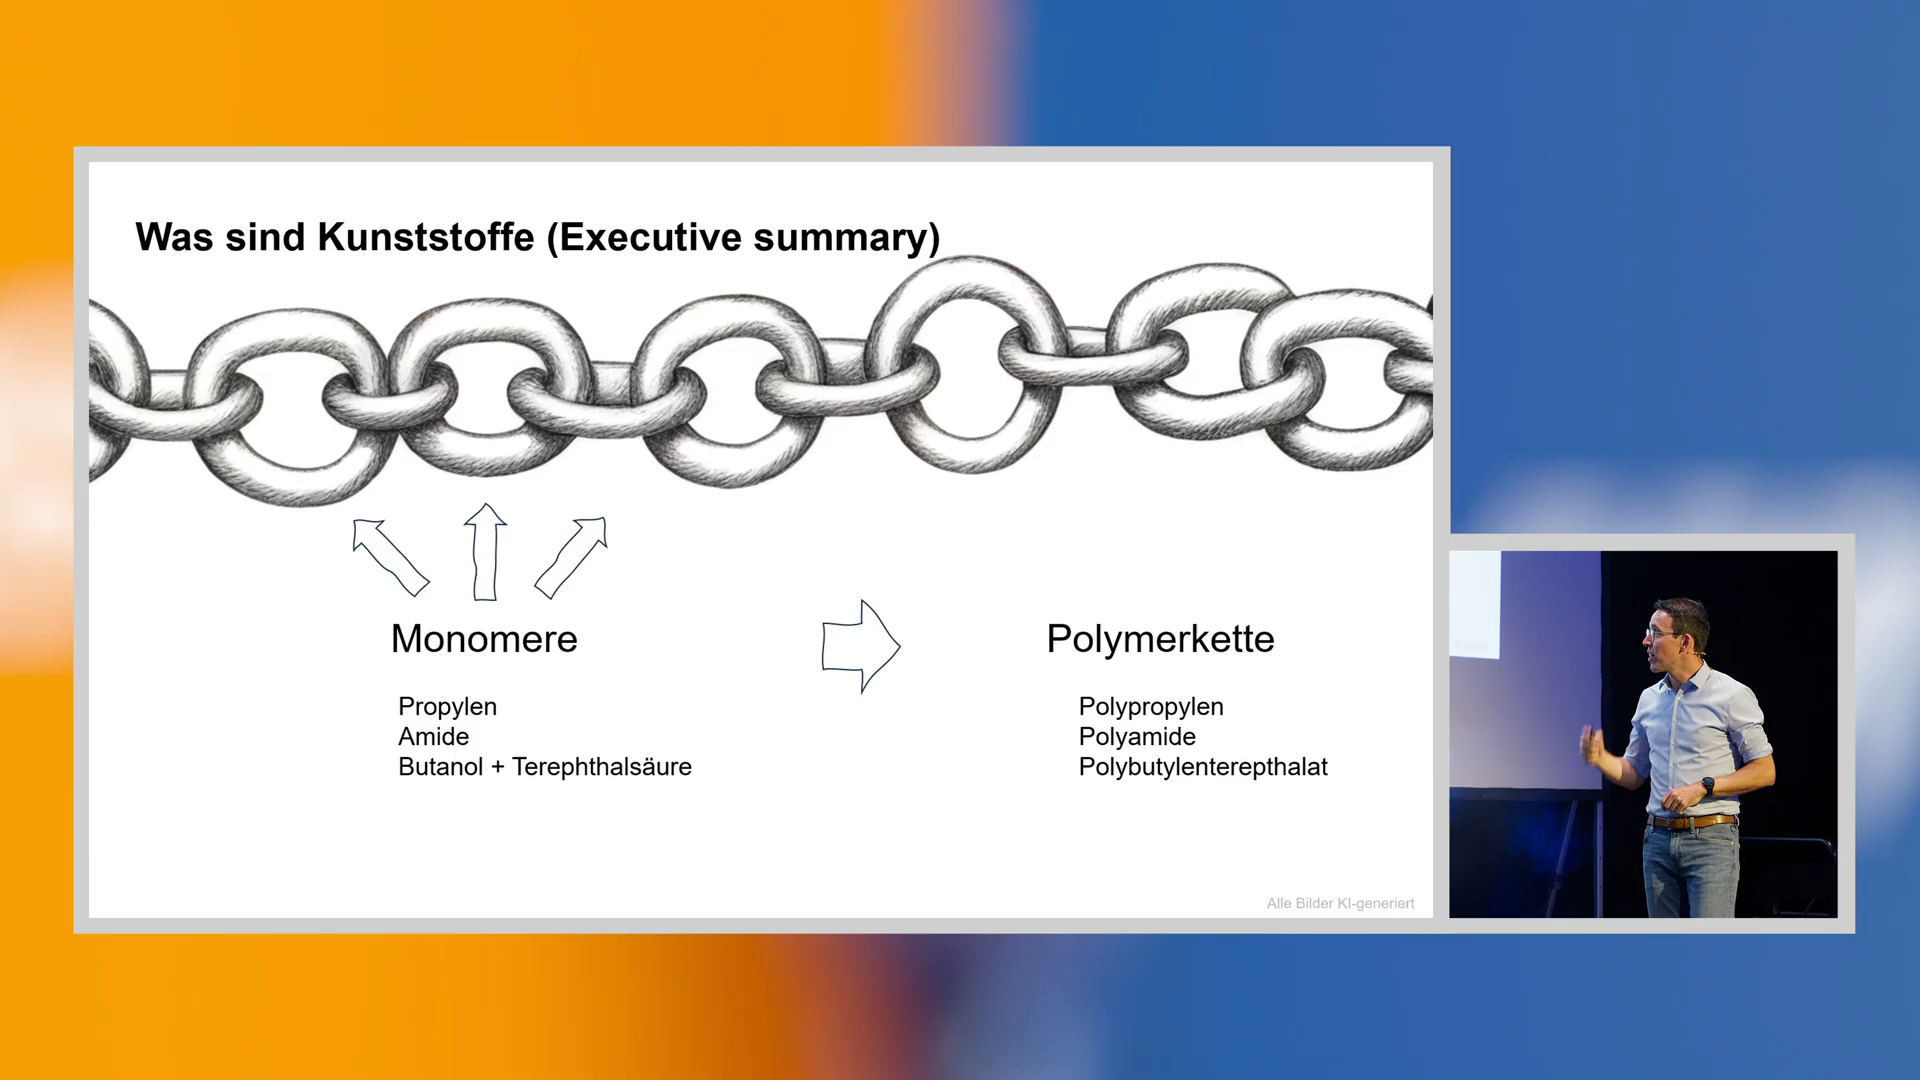 Was sind Kunststoffe (Executive summary)
Monomere
Propylen
Amide
Butanol + Terephthalsäure
Polymerkette
Polypropylen
Polyamide
Polybutylenterepthalat
Alle Bilder KI-generiert